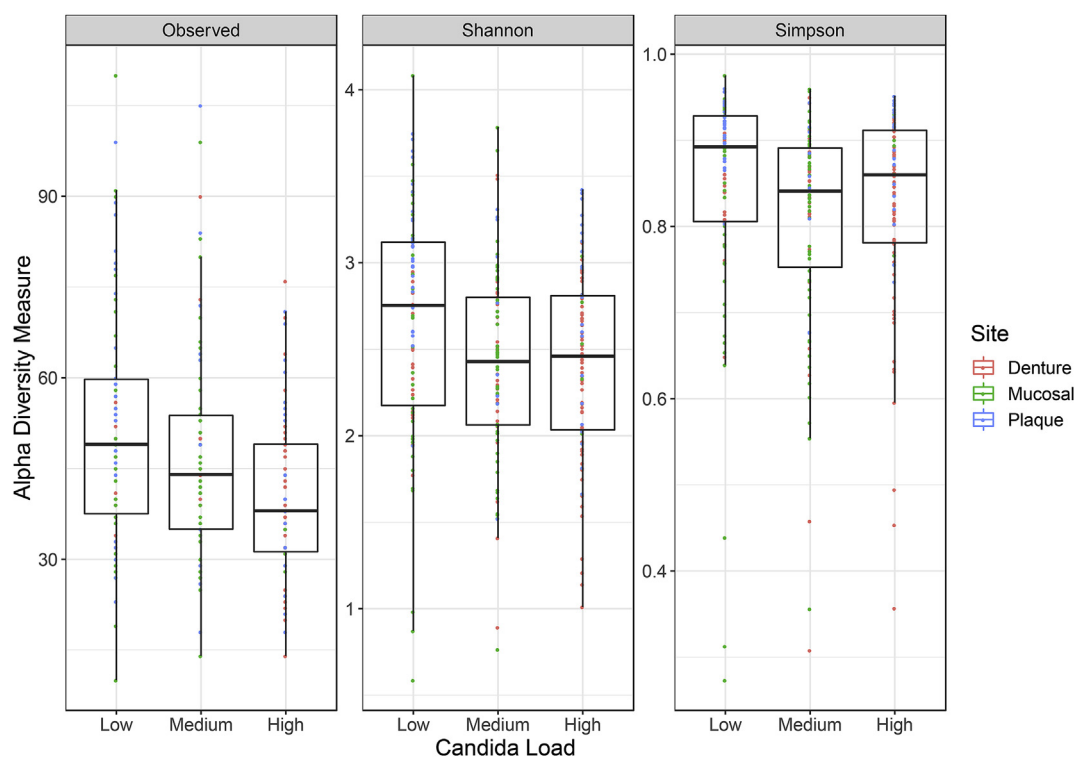 Observed
Shannon
Simpson
Alpha Diversity Measure
90
60
30
4
3
2
1
1.0
0.8
0.6
0.4
Low
Medium
High
Low
Medium
High
Low
Medium
High
Candida Load
Site
Denture
Mucosal
Plaque